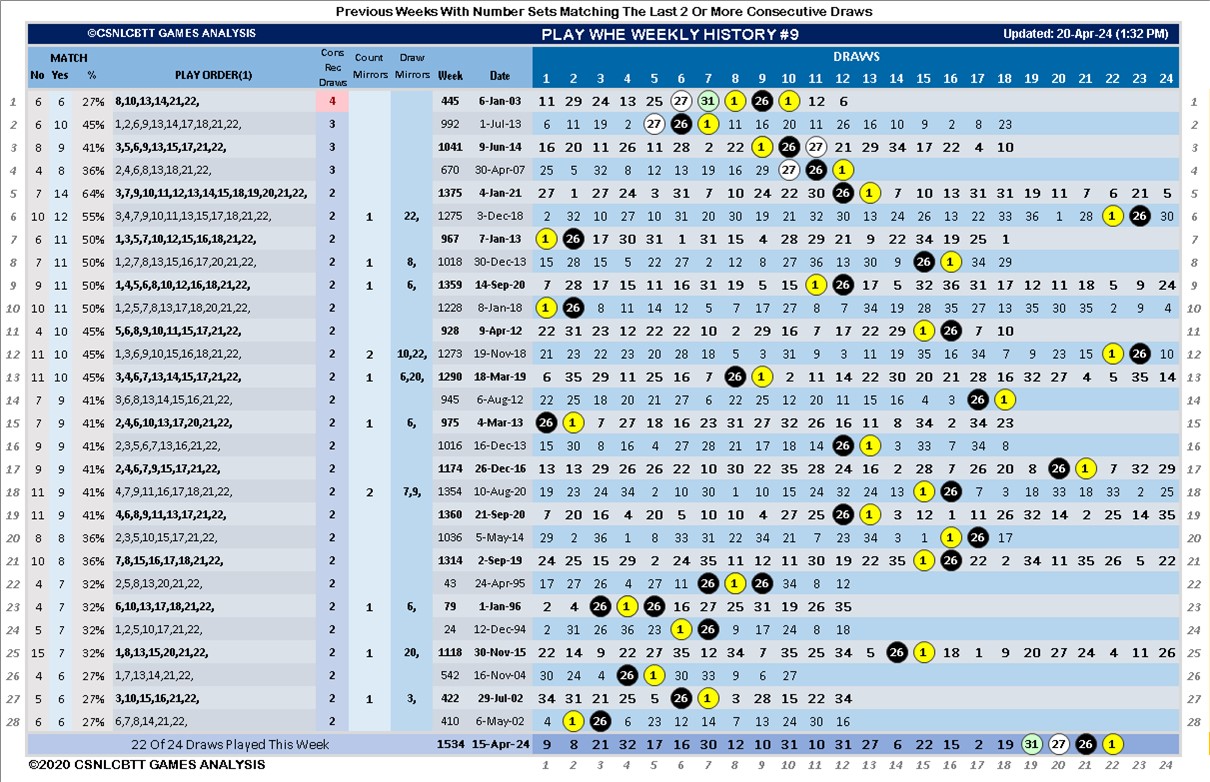 Previous Weeks With Number Sets Matching The Last 2 Or More Consecutive Draws
©CSNLCBTT GAMES ANALYSIS PLAY WHE WEEKLY HISTORY #9 Updated: 20-Apr-24 (1:32 PM)
MATCH Cons Rec Draws Count Mirrors Draw Mirrors DRAWS
No Yes % PLAY ORDER(1) Week Date 1 2 3 4 5 6 7 8 9 10 11 12 13 14 15 16 17 18 19 20 21 22 23 24
1 6 6 27% 8,10,13,14,21,22, 4 445 6-Jan-03 11 29 24 13 25 27 31 1 26 1 12 6 1
2 6 10 45% 1,2,6,9,13,14,17,18,21,22, 3 992 1-Jul-13 6 11 19 2 27 26 1 11 16 20 11 26 16 10 9 2 8 23 2
3 8 9 41% 3,5,6,9,13,15,17,21,22, 3 1041 9-Jun-14 16 20 11 26 11 28 2 22 1 26 27 21 29 34 17 22 4 10 3
4 4 8 36% 2,4,6,8,13,18,21,22, 3 670 30-Apr-07 25 5 32 8 12 13 19 16 29 27 26 1 4
5 7 14 64% 3,7,9,10,11,12,13,14,15,18,19,20,21,22, 2 1375 4-Jan-21 27 1 27 24 3 31 7 10 5 24 22 30 26 1 7 10 13 31 31 19 11 7 6 21 5 5
6 10 12 55% 3,4,7,9,10,11,13,15,17,18,21,22, 2 1 22, 1275 3-Dec-18 2 32 10 27 10 31 20 30 19 21 32 30 13 24 26 13 22 33 36 1 28 1 26 30 6
7 6 11 50% 1,3,5,7,10,12,15,16,18,21,22, 2 967 7-Jan-13 1 26 17 30 31 1 31 15 4 28 29 21 9 22 34 19 25 1 7
8 7 11 50% 1,2,7,8,13,15,16,17,20,21,22, 2 1 8, 1018 30-Dec-13 28 15 5 22 27 2 12 8 27 36 13 30 9 26 1 34 29 8
9 9 11 50% 1,4,5,6,8,10,12,16,18,21,22, 2 1 6, 1359 14-Sep-20 7 28 17 15 11 31 19 5 15 1 26 17 5 32 36 31 17 12 11 18 5 9 24 9
10 10 11 50% 1,2,5,7,8,13,17,18,20,21,22, 2 1228 8-Jan-18 1 26 8 11 14 12 5 7 17 27 8 7 34 19 28 35 27 13 35 30 35 2 9 4 10
11 4 10 45% 5,6,8,9,10,11,15,17,21,22, 2 928 9-Apr-12 22 31 23 12 22 22 10 2 29 16 7 17 22 29 1 26 7 10 11
12 11 10 45% 1,3,6,9,10,15,16,18,21,22, 2 2 10,22, 1273 19-Nov-18 21 23 22 23 20 28 18 5 3 31 9 3 11 19 35 16 34 7 9 23 15 1 26 10 12
13 11 10 45% 3,4,6,7,13,14,15,17,21,22, 2 1 6,20, 1290 18-Mar-19 6 35 29 11 25 16 7 26 1 2 11 14 22 30 20 21 28 16 32 27 4 5 35 14 13
14 7 9 41% 3,6,8,13,14,15,16,21,22, 2 945 6-Aug-12 22 25 18 20 21 27 6 22 25 12 20 11 14 15 16 4 3 26 1 14
15 7 9 41% 2,4,6,10,13,17,20,21,22, 2 1 6, 975 4-Mar-13 26 1 7 27 18 16 23 31 27 32 26 16 11 8 34 2 34 23 15
16 9 9 41% 2,3,5,6,7,13,16,21,22, 2 1016 16-Dec-13 15 30 8 16 4 27 28 21 17 18 14 26 1 3 33 7 34 8 16
17 9 9 41% 2,4,6,7,9,15,17,21,22, 2 1174 26-Dec-16 13 13 29 26 26 22 10 30 22 35 28 24 16 2 28 7 26 20 8 26 1 7 32 29 17
18 11 9 41% 4,7,9,11,16,17,18,21,22, 2 2 7,9, 1354 10-Aug-20 19 23 24 34 2 10 30 1 10 15 24 32 24 13 1 26 7 3 18 33 18 33 2 25 18
19 11 9 41% 4,6,8,9,11,13,17,21,22, 2 1360 21-Sep-20 7 20 16 4 20 5 10 10 4 27 25 26 1 3 12 1 11 26 32 14 2 25 14 35 19
20 8 8 36% 2,3,5,10,15,17,21,22, 2 1036 5-May-14 29 2 36 1 8 33 31 22 34 21 7 23 34 3 1 1 26 17 20
21 10 8 36% 7,8,15,16,17,18,21,22, 2 1314 2-Sep-19 24 25 15 29 2 24 35 11 12 11 30 19 22 35 1 26 22 2 34 11 35 26 5 22 21
22 4 7 32% 2,5,8,13,20,21,22, 2 43 24-Apr-95 17 27 26 4 27 11 26 1 26 34 8 12 22
23 4 7 32% 6,10,13,17,18,21,22, 2 1 6, 79 1-Jan-96 2 4 26 1 26 16 27 25 31 19 26 35 23
24 5 7 32% 1,2,5,10,17,21,22, 2 24 12-Dec-94 2 31 26 36 23 1 26 9 17 24 8 18 24
25 15 7 32% 1,8,13,15,20,21,22, 2 1 20, 1118 30-Nov-15 22 14 9 22 27 35 12 34 7 35 25 34 5 26 1 18 1 9 20 27 24 4 11 26 25
26 4 6 27% 1,7,13,14,21,22, 2 542 16-Nov-04 30 24 4 26 1 30 33 9 6 27 26
27 5 6 27% 3,10,15,16,21,22, 2 1 3, 422 29-Jul-02 34 31 21 25 5 26 1 3 28 15 22 34 27
28 6 6 27% 6,7,8,14,21,22, 2 410 6-May-02 4 1 26 6 23 12 14 7 13 24 30 16 28
22 Of 24 Draws Played This Week 1534 15-Apr-24 9 8 21 32 17 16 30 12 10 31 10 31 27 6 22 15 2 19 31 27 26 1
©2020 CSNLCBTT GAMES ANALYSIS 1 2 3 4 5 6 7 8 9 10 11 12 13 14 15 16 17 18 19 20 21 22 23 24